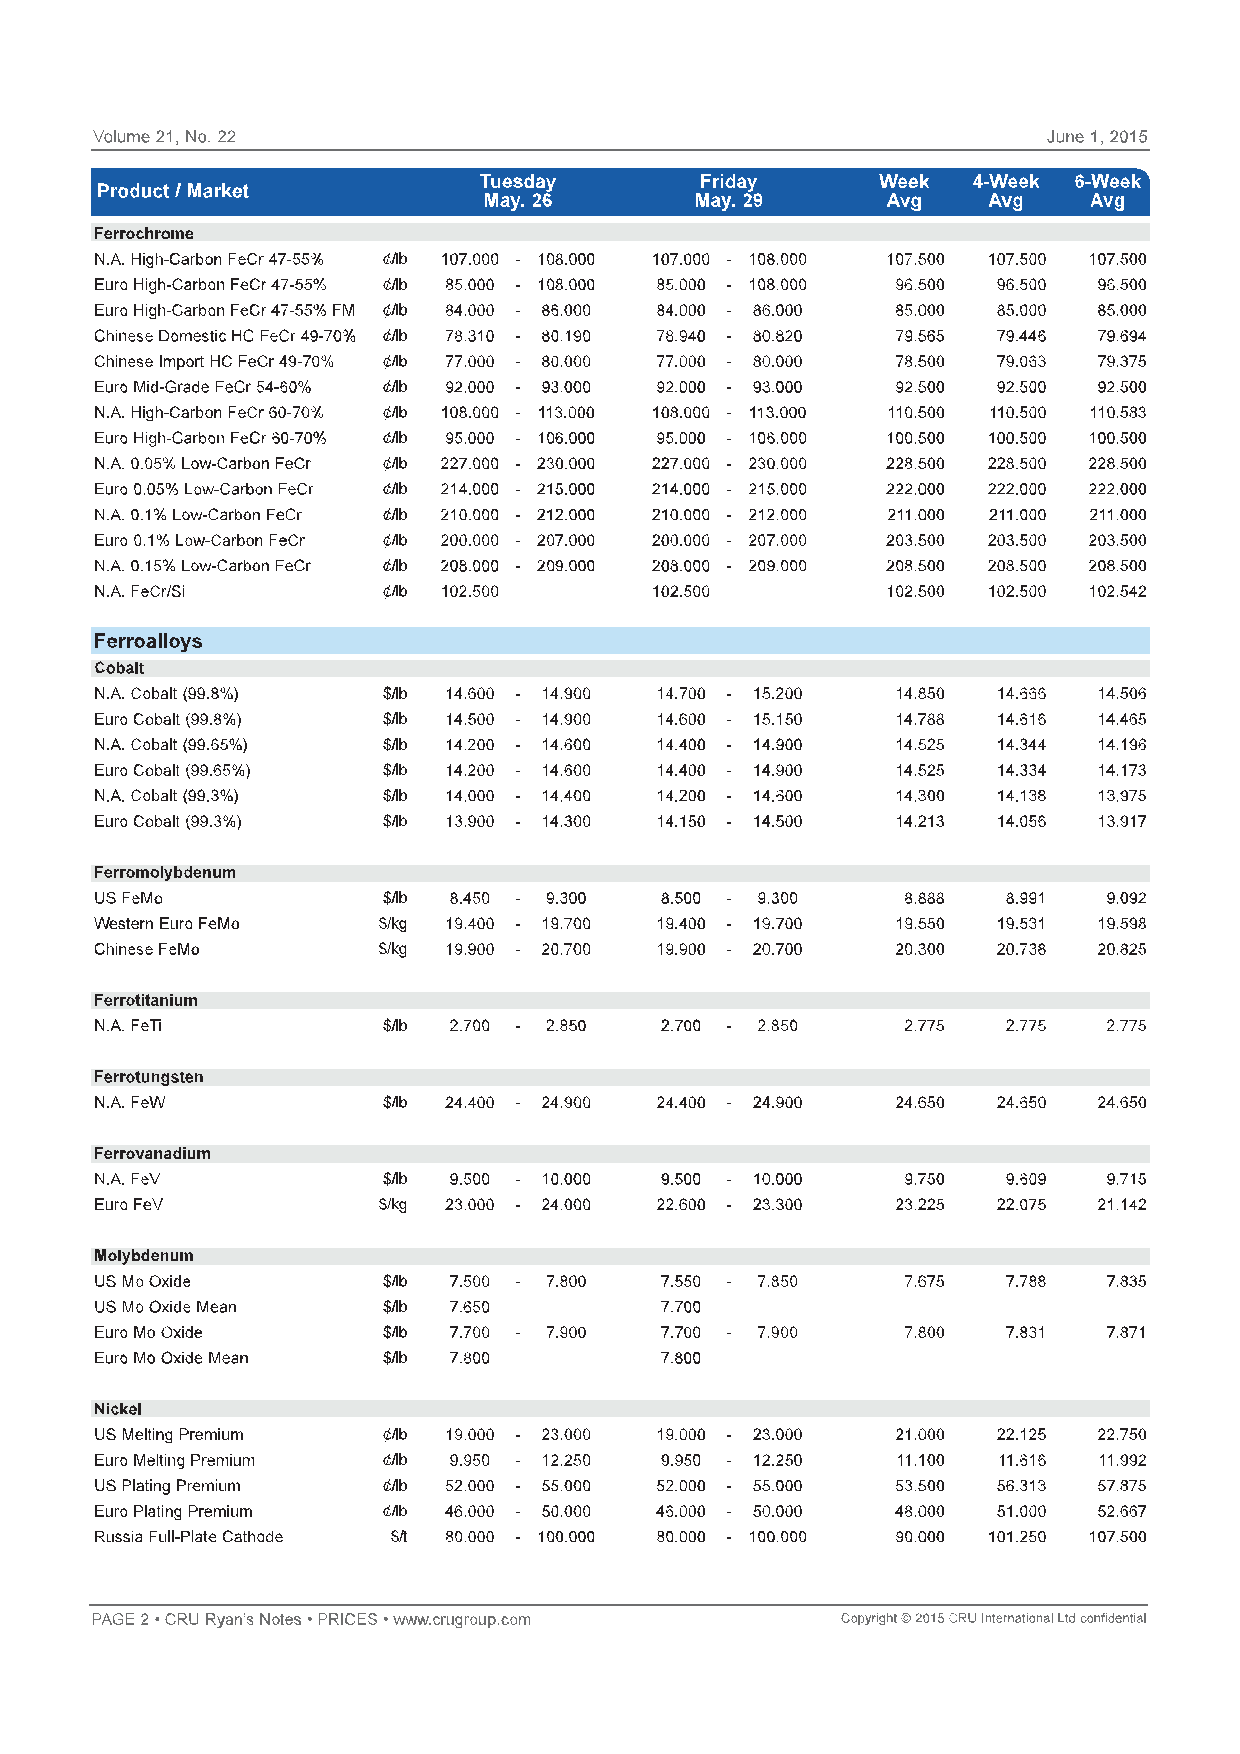 Volume 21, No. 22 June 1, 2015
Product / Market Tuesday May. 26 Friday May. 29 Week Avg 4-Week Avg 6-Week Avg
Ferrochrome
N.A. High-Carbon FeCr 47-55% ¢/lb 107.000 - 108.000 107.000 - 108.000 107.500 107.500 107.500
Euro High-Carbon FeCr 47-55% ¢/lb 85.000 - 108.000 85.000 - 108.000 96.500 96.500 96.500
Euro High-Carbon FeCr 47-55% FM ¢/lb 84.000 - 86.000 84.000 - 86.000 85.000 85.000 85.000
Chinese Domestic HC FeCr 49-70% ¢/lb 78.310 - 80.190 78.940 - 80.820 79.565 79.446 79.694
Chinese Import HC FeCr 49-70% ¢/lb 77.000 - 80.000 77.000 - 80.000 78.500 79.063 79.375
Euro Mid-Grade FeCr 54-60% ¢/lb 92.000 - 93.000 92.000 - 93.000 92.500 92.500 92.500
N.A. High-Carbon FeCr 60-70% ¢/lb 108.000 - 113.000 108.000 - 113.000 110.500 110.500 110.583
Euro High-Carbon FeCr 60-70% ¢/lb 95.000 - 106.000 95.000 - 106.000 100.500 100.500 100.500
N.A. 0.05% Low-Carbon FeCr ¢/lb 227.000 - 230.000 227.000 - 230.000 228.500 228.500 228.500
Euro 0.05% Low-Carbon FeCr ¢/lb 214.000 - 215.000 214.000 - 215.000 222.000 222.000 222.000
N.A. 0.1% Low-Carbon FeCr ¢/lb 210.000 - 212.000 210.000 - 212.000 211.000 211.000 211.000
Euro 0.1% Low-Carbon FeCr ¢/lb 200.000 - 207.000 200.000 - 207.000 203.500 203.500 203.500
N.A. 0.15% Low-Carbon FeCr ¢/lb 208.000 - 209.000 208.000 - 209.000 208.500 208.500 208.500
N.A. FeCr/Si ¢/lb 102.500 102.500 102.500 102.500 102.542
Ferroalloys
Cobalt
N.A. Cobalt (99.8%) $/lb 14.600 - 14.900 14.700 - 15.200 14.850 14.666 14.506
Euro Cobalt (99.8%) $/lb 14.500 - 14.900 14.600 - 15.150 14.788 14.616 14.465
N.A. Cobalt (99.65%) $/lb 14.200 - 14.600 14.400 - 14.900 14.525 14.344 14.196
Euro Cobalt (99.65%) $/lb 14.200 - 14.600 14.400 - 14.900 14.525 14.334 14.173
N.A. Cobalt (99.3%) $/lb 14.000 - 14.400 14.200 - 14.600 14.300 14.138 13.975
Euro Cobalt (99.3%) $/lb 13.900 - 14.300 14.150 - 14.500 14.213 14.056 13.917
Ferromolybdenum
US FeMo $/lb 8.450 - 9.300 8.500 - 9.300 8.888 8.991 9.092
Western Euro FeMo $/kg 19.400 - 19.700 19.400 - 19.700 19.550 19.531 19.598
Chinese FeMo $/kg 19.900 - 20.700 19.900 - 20.700 20.300 20.738 20.825
Ferrotitanium
N.A. FeTi $/lb 2.700 - 2.850 2.700 - 2.850 2.775 2.775 2.775
Ferrotungsten
N.A. FeW $/lb 24.400 - 24.900 24.400 - 24.900 24.650 24.650 24.650
Ferrovanadium
N.A. FeV $/lb 9.500 - 10.000 9.500 - 10.000 9.750 9.609 9.715
Euro FeV $/kg 23.000 - 24.000 22.600 - 23.300 23.225 22.075 21.142
Molybdenum
US Mo Oxide $/lb 7.500 - 7.800 7.550 - 7.850 7.675 7.788 7.835
US Mo Oxide Mean $/lb 7.650 7.700
Euro Mo Oxide $/lb 7.700 - 7.900 7.700 - 7.900 7.800 7.831 7.871
Euro Mo Oxide Mean $/lb 7.800 7.800
Nickel
US Melting Premium ¢/lb 19.000 - 23.000 19.000 - 23.000 21.000 22.125 22.750
Euro Melting Premium ¢/lb 9.950 - 12.250 9.950 - 12.250 11.100 11.616 11.992
US Plating Premium ¢/lb 52.000 - 55.000 52.000 - 55.000 53.500 56.313 57.875
Euro Plating Premium ¢/lb 46.000 - 50.000 46.000 - 50.000 48.000 51.000 52.667
Russia Full-Plate Cathode $/t 80.000 - 100.000 80.000 - 100.000 90.000 101.250 107.500
PAGE 2 • CRU Ryan's Notes • PRICES • www.crugroup.com Copyright © 2015 CRU International Ltd confidential